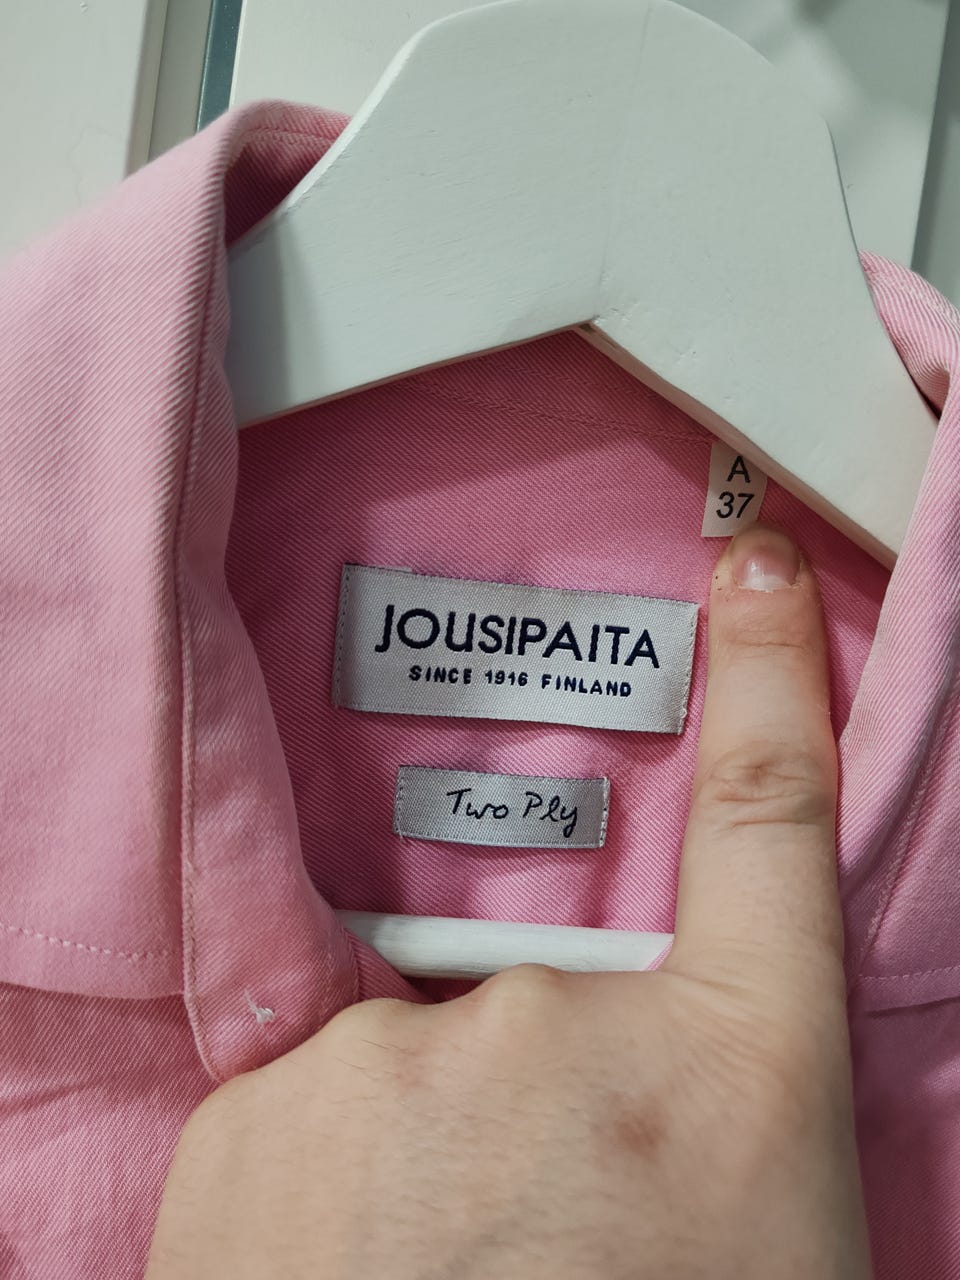 A
37
JOUSIPAITA
SINCE 1916 FINLAND
Two Ply